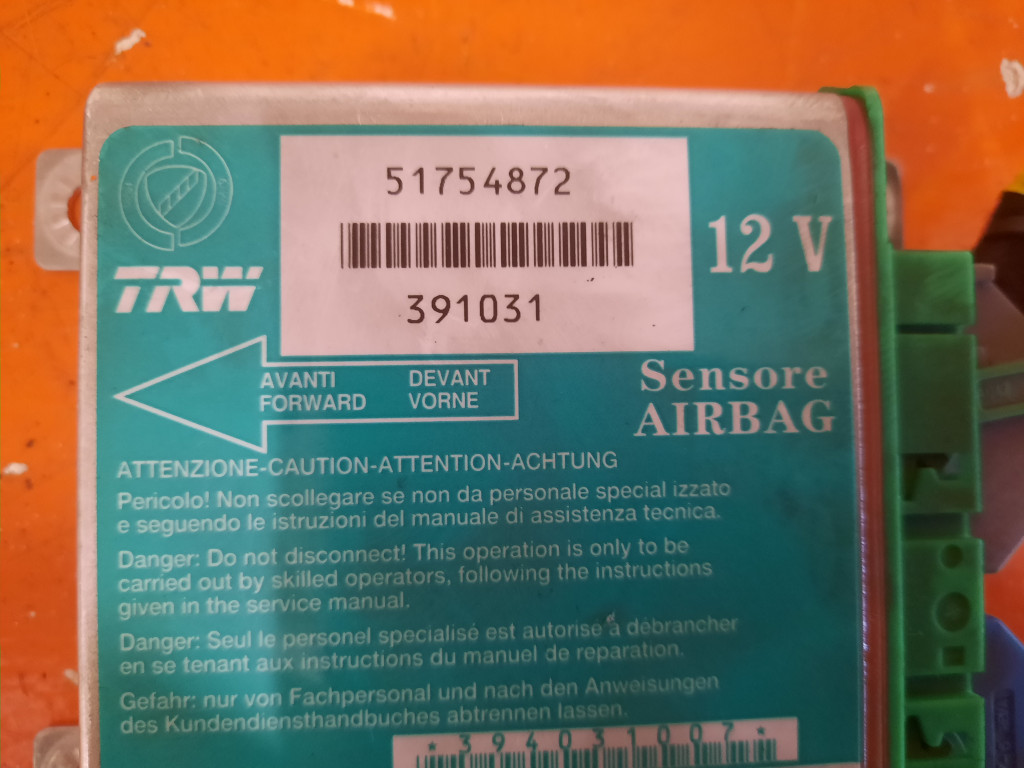 51754872
391031
TRW
12 V
AVANTI DEVANT
FORWARD VORNE
Sensore
AIRBAG
ATTENZIONE-CAUTION-ATTENTION-ACHTUNG
Pericolo! Non scollegare se non da personale special izzato
e seguendo le istruzioni del manuale di assistenza tecnica.
Danger: Do not disconnect! This operation is only to be
carried out by skilled operators, following the instructions
given in the service manual.
Danger: Seul le personel specialisé est autorise à débrancher
en se tenant aux instructions du manuel de reparation.
Gefahr: nur von Fachpersonal und nach den Anweisungen
des Kundendiensthandbuches abtrennen lassen.
*394031007*